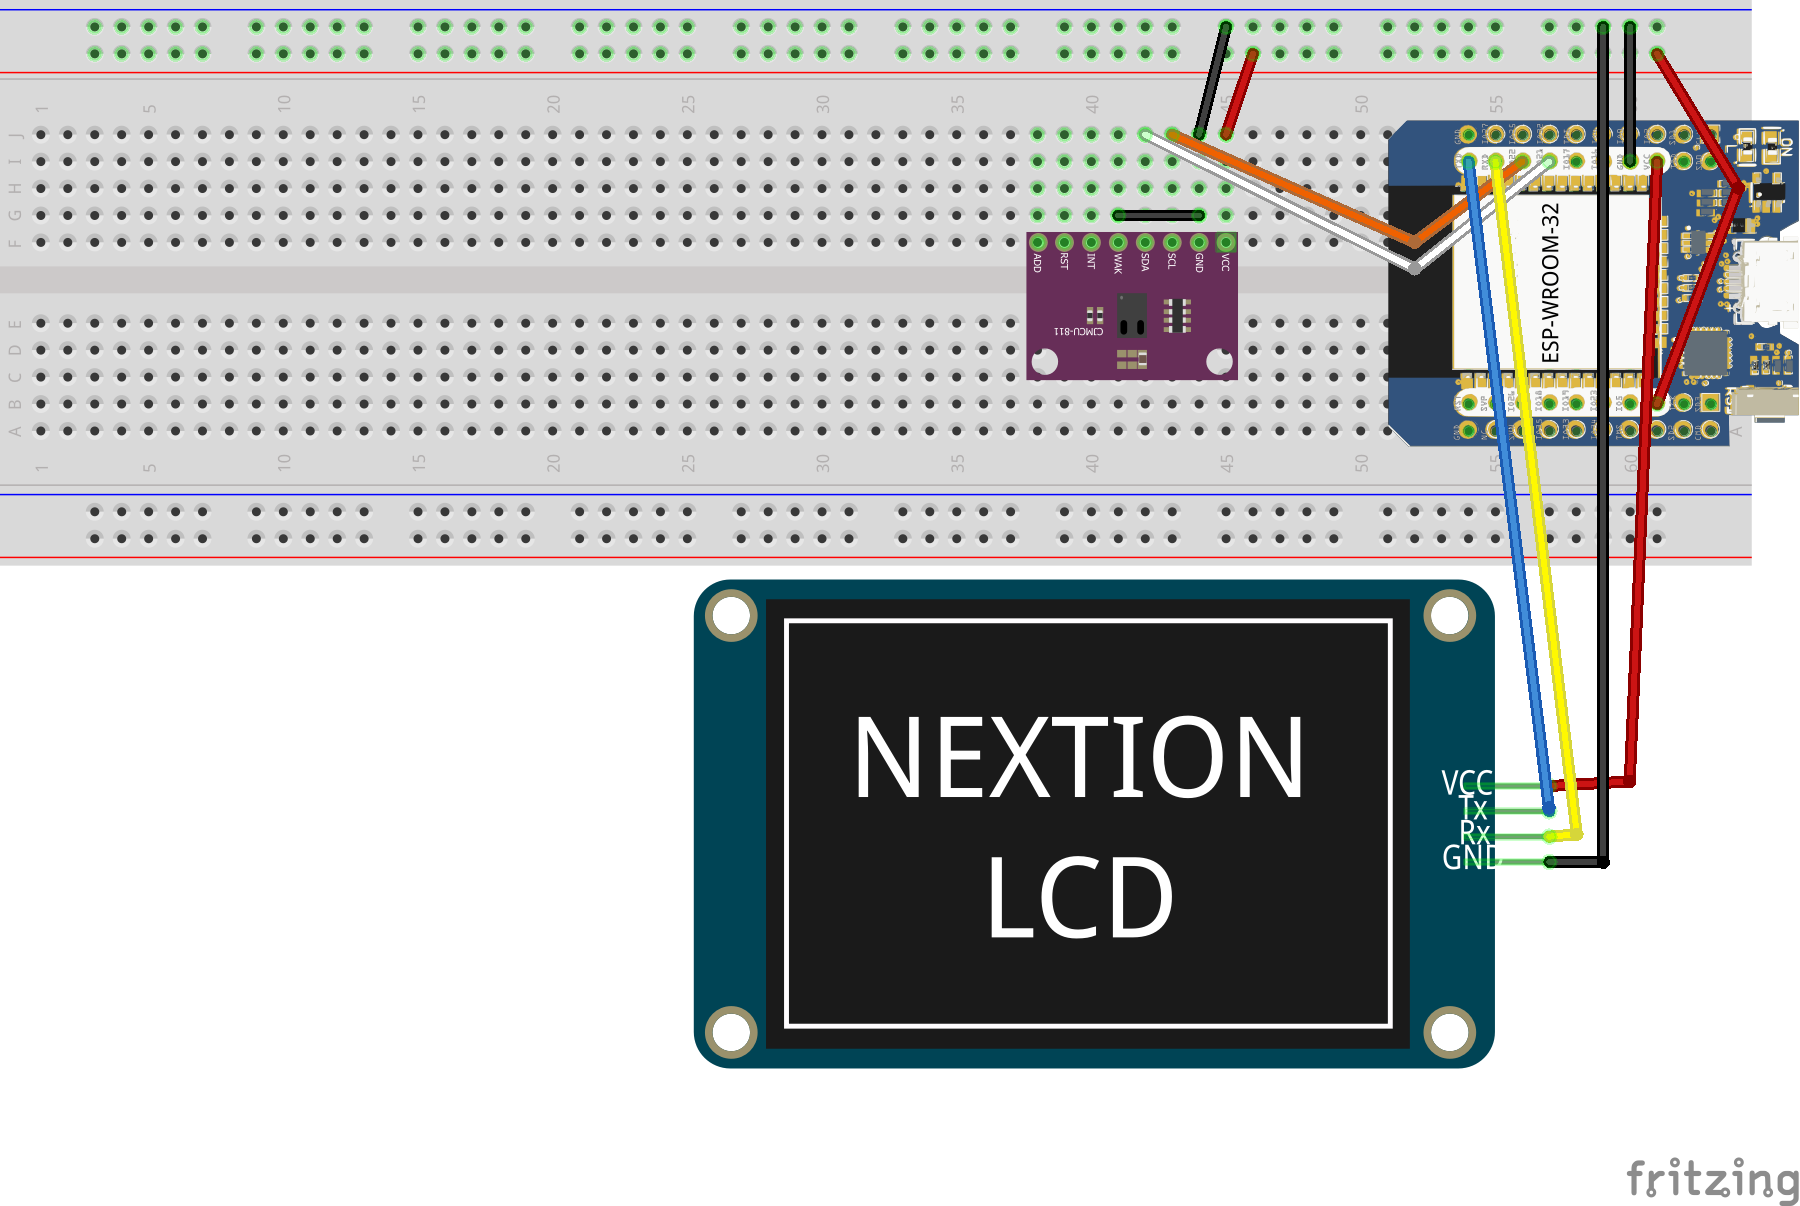 1 5 10 15 20 25 30 35 40 45 50 55
J
I
H
G
F
ADD RST INT WAK SDA SCL GND VCC
CJMCU-811
ESP-WROOM-32
ON
L
E
D
C
B
A
A
1 5 10 15 20 25 30 35 40 45 50 55 60
NEXTION
LCD
VCC
Tx
Rx
GND
fritzing